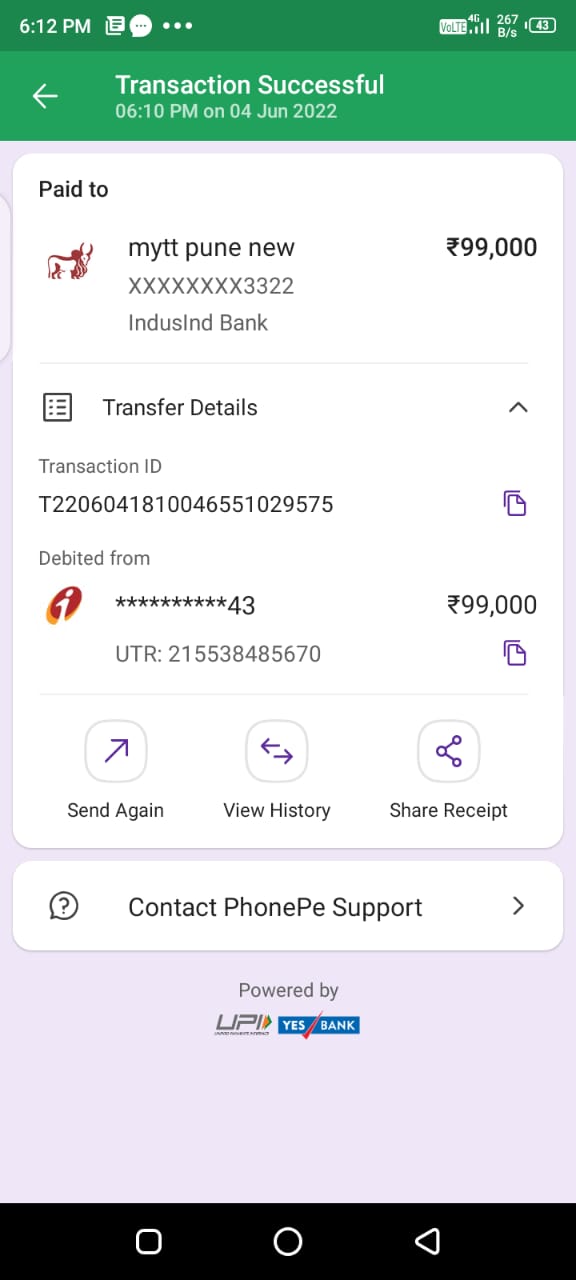 6:12 PM
VoLTE 4G 267 B/s 43
Transaction Successful
06:10 PM on 04 Jun 2022
Paid to
mytt pune new ₹99,000
XXXXXXXX3322
IndusInd Bank
Transfer Details
Transaction ID
T2206041810046551029575
Debited from
**********43 ₹99,000
UTR: 215538485670
Send Again View History Share Receipt
Contact PhonePe Support
Powered by
UPI YES BANK